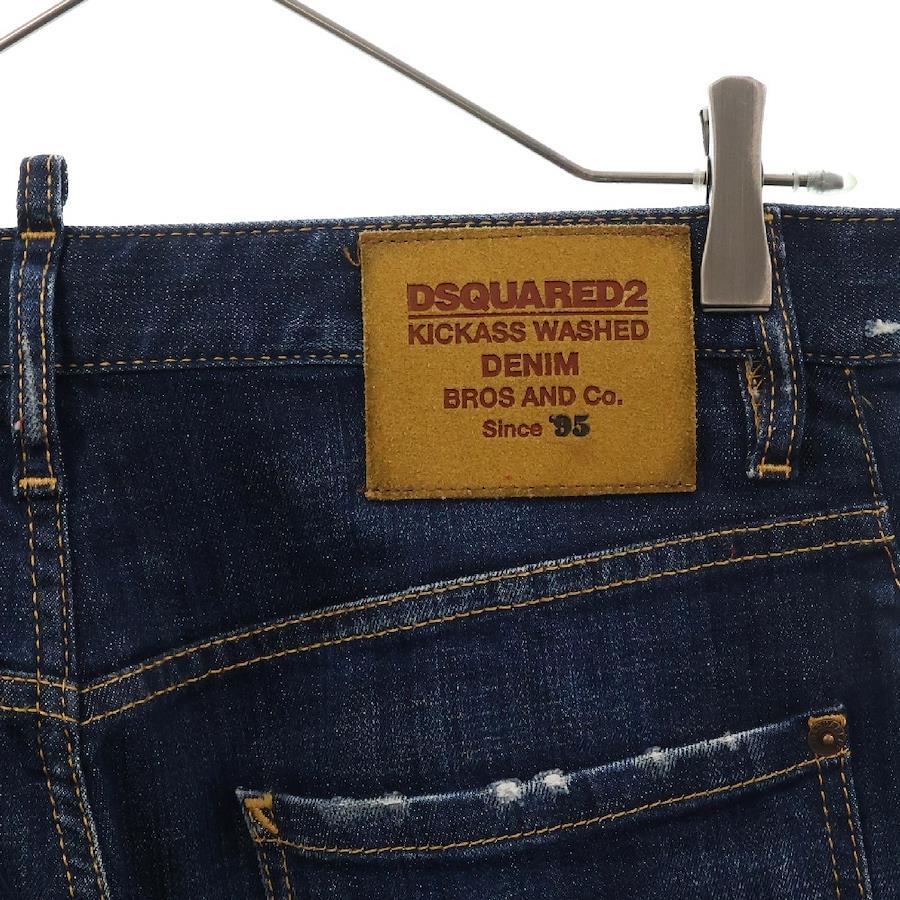 DSQUARED2
KICKASS WASHED
DENIM
BROS AND Co.
Since '95